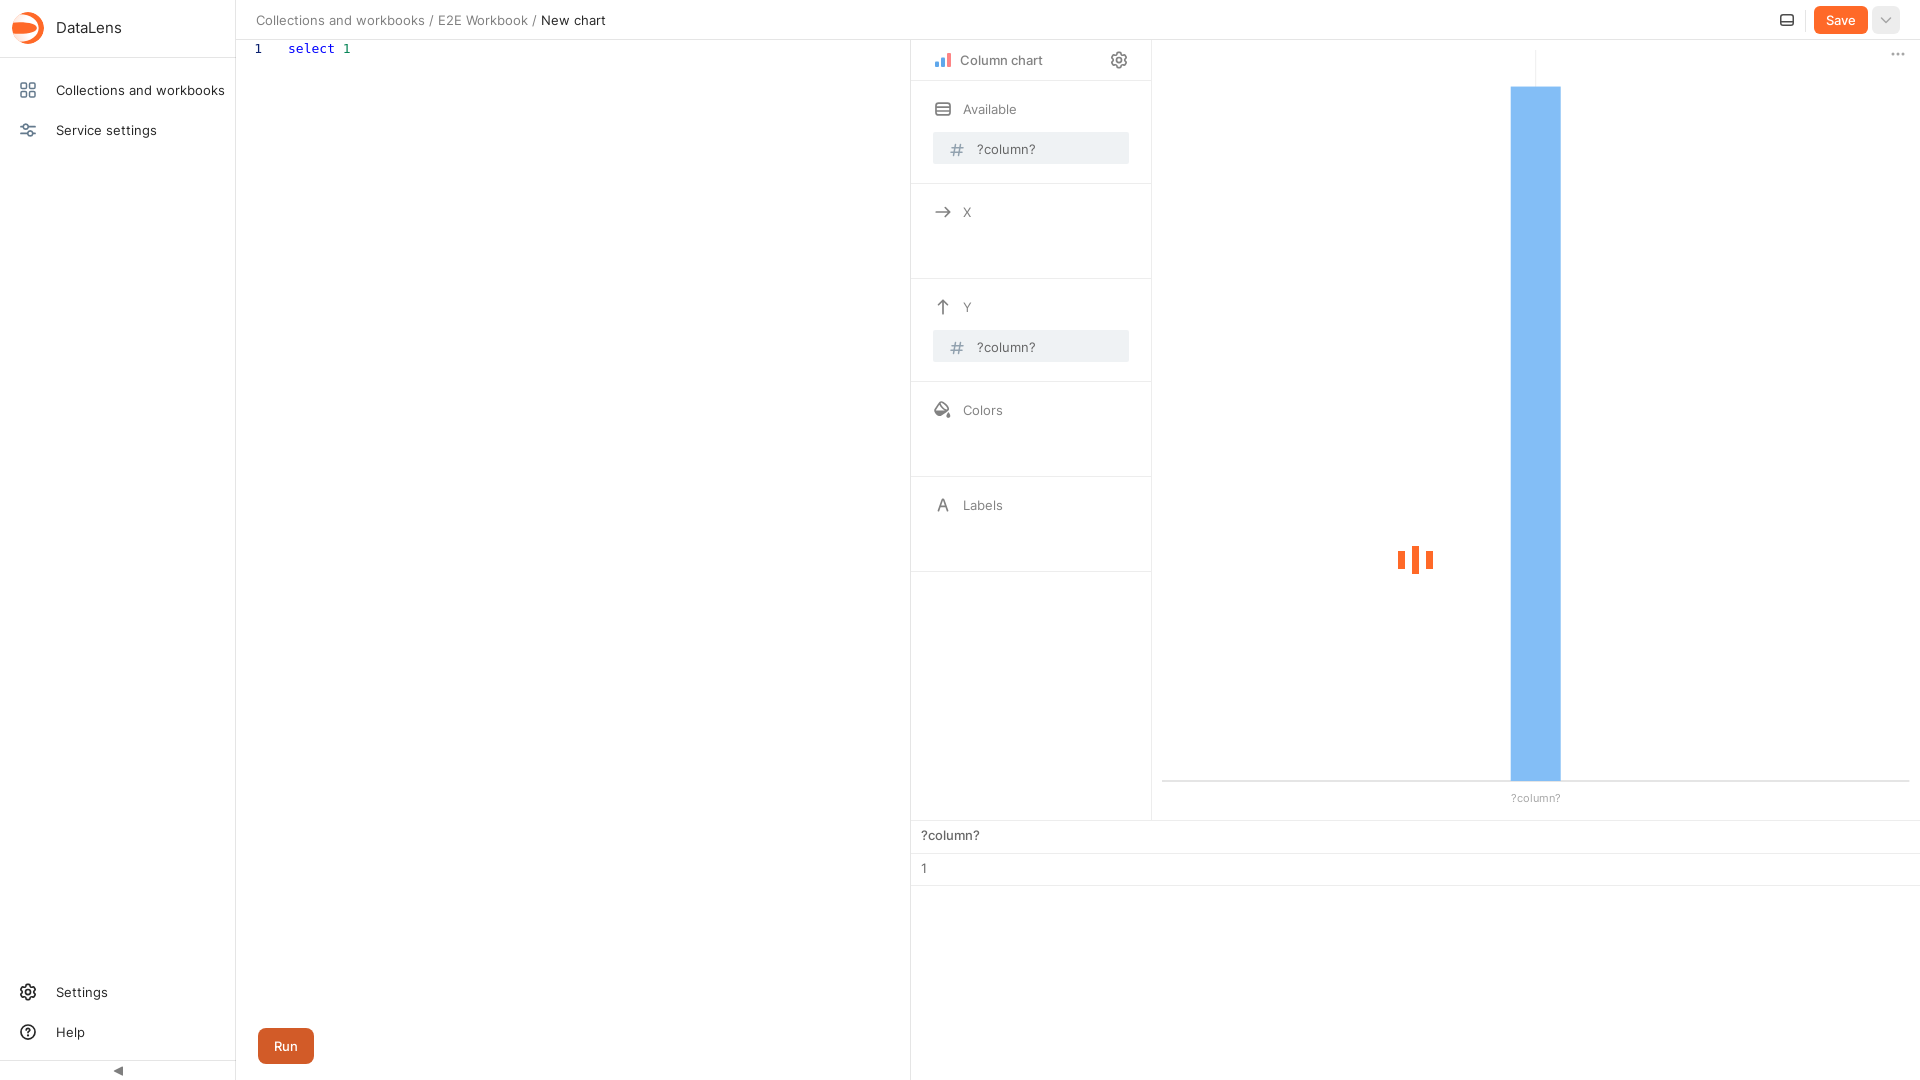 DataLens
Collections and workbooks
Service settings
Settings
Help
Collections and workbooks / E2E Workbook / New chart
Save
1 select 1
Run
Column chart
Available
?column?
X
Y
?column?
Colors
Labels
?column?
?column?
1